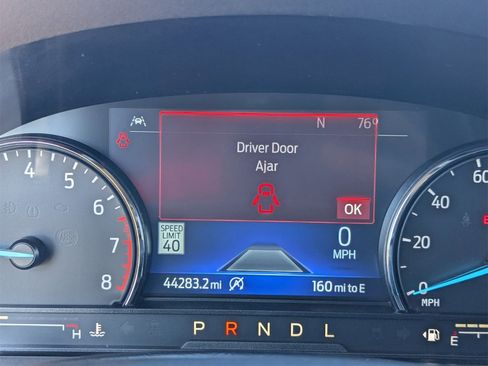 N 76°
Driver Door
Ajar
OK
SPEED
LIMIT
40
0
MPH
44283.2 mi
160 mi to E
4 5 6 7 8
60
40
20
0
MPH
H
P R N D L
E